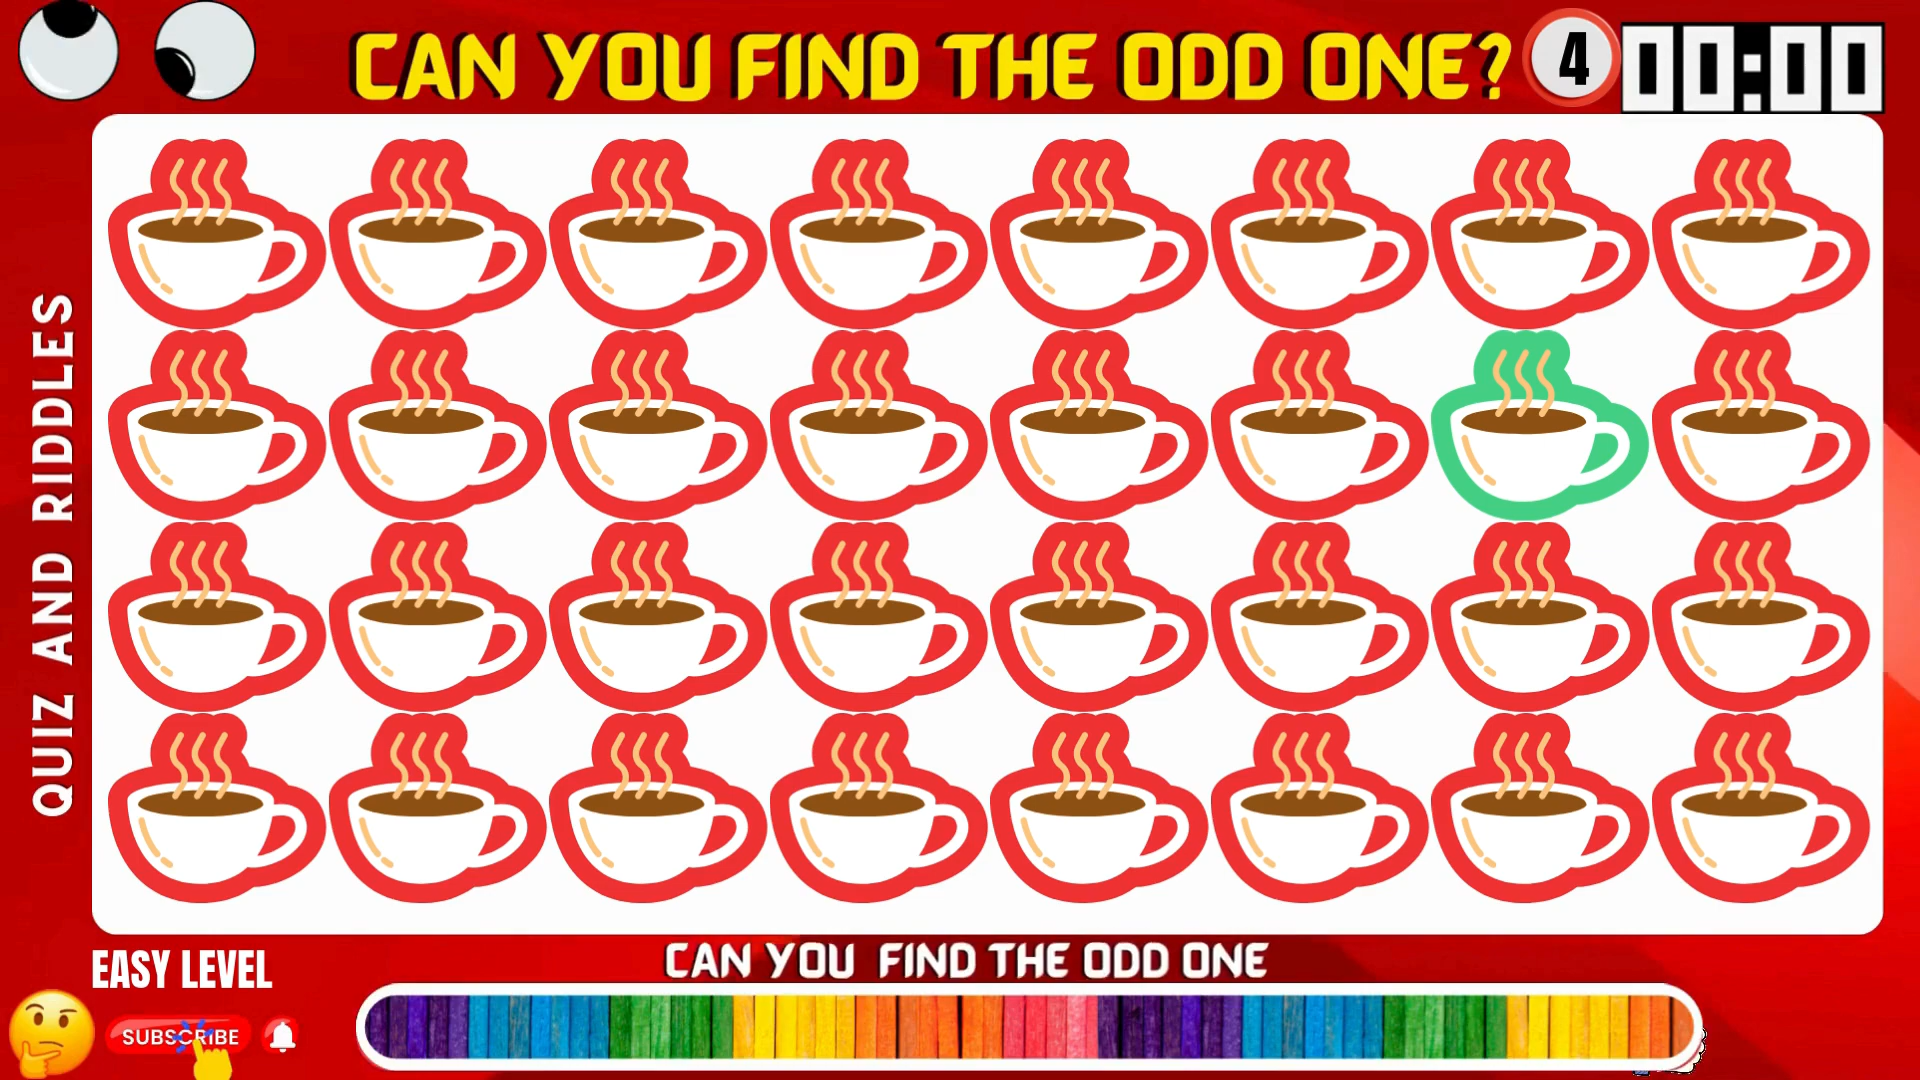 CAN YOU FIND THE ODD ONE?
4
00:00
QUIZ AND RIDDLES
EASY LEVEL
CAN YOU FIND THE ODD ONE
SUBSCRIBE